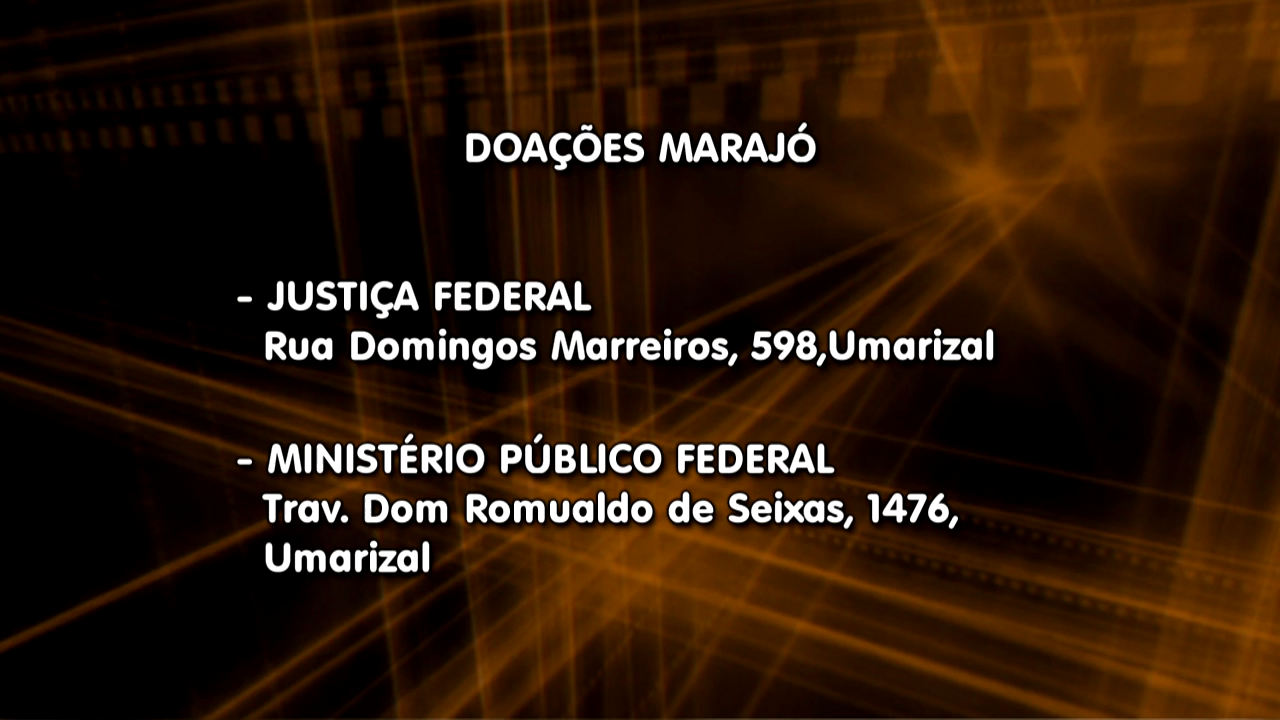 DOAÇÕES MARAJÓ
- JUSTIÇA FEDERAL
Rua Domingos Marreiros, 598,Umarizal
- MINISTÉRIO PÚBLICO FEDERAL
Trav. Dom Romualdo de Seixas, 1476,
Umarizal